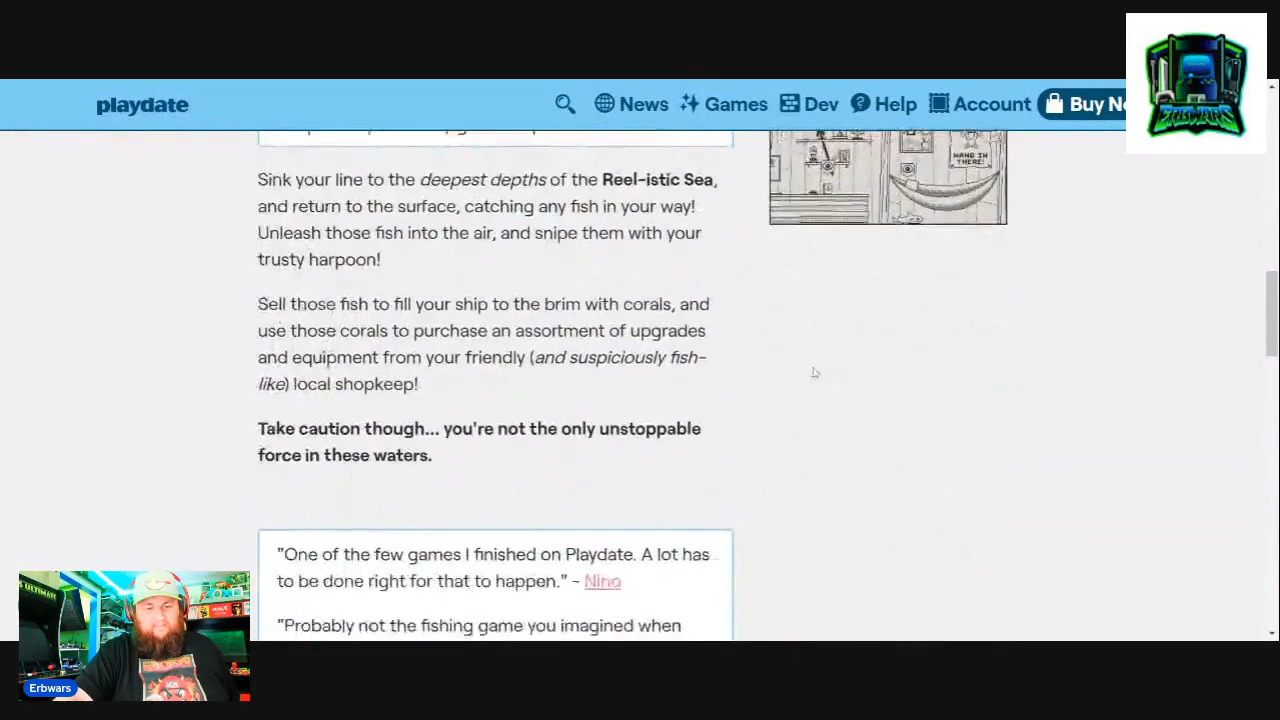 playdate
News
Games
Dev
Help
Account
Buy N
HANG IN
THERE!
ERBWARS
Sink your line to the deepest depths of the Reel-istic Sea,
and return to the surface, catching any fish in your way!
Unleash those fish into the air, and snipe them with your
trusty harpoon!
Sell those fish to fill your ship to the brim with corals, and
use those corals to purchase an assortment of upgrades
and equipment from your friendly (and suspiciously fish-
like) local shopkeep!
Take caution though... you're not the only unstoppable
force in these waters.
"One of the few games I finished on Playdate. A lot has
to be done right for that to happen." ~ Nino
"Probably not the fishing game you imagined when
Erbwars